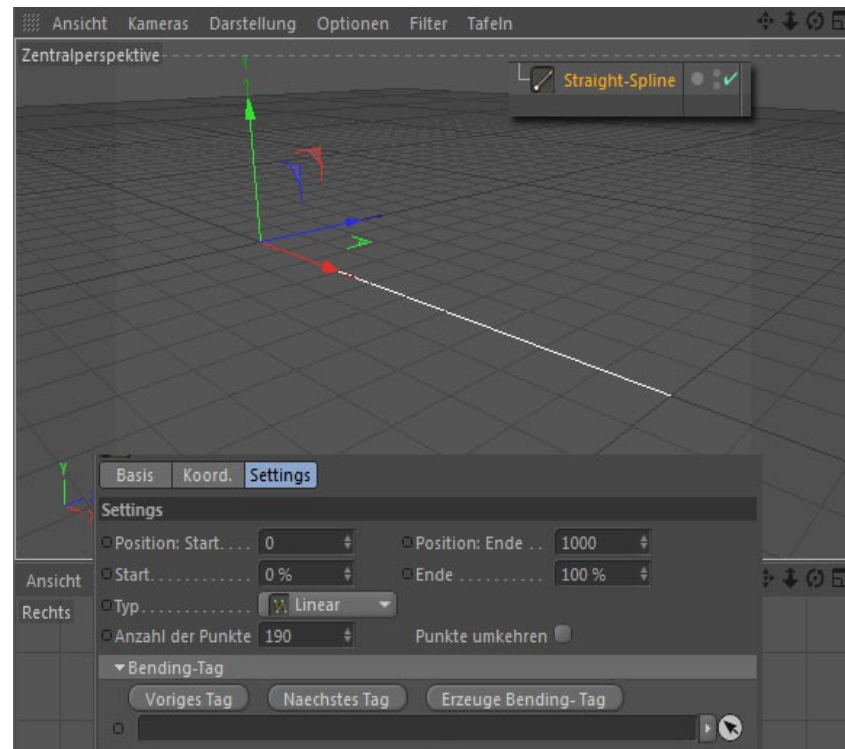 Ansicht Kameras Darstellung Optionen Filter Tafeln
Zentralperspektive
Straight-Spline
Y
Basis Koord. Settings
Settings
Position: Start.... 0 Position: Ende .. 1000
Start........... 0 % Ende .......... 100 %
Typ............. Linear
Anzahl der Punkte 190 Punkte umkehren
Bending-Tag
Voriges Tag Naechstes Tag Erzeuge Bending- Tag
Ansicht
Rechts